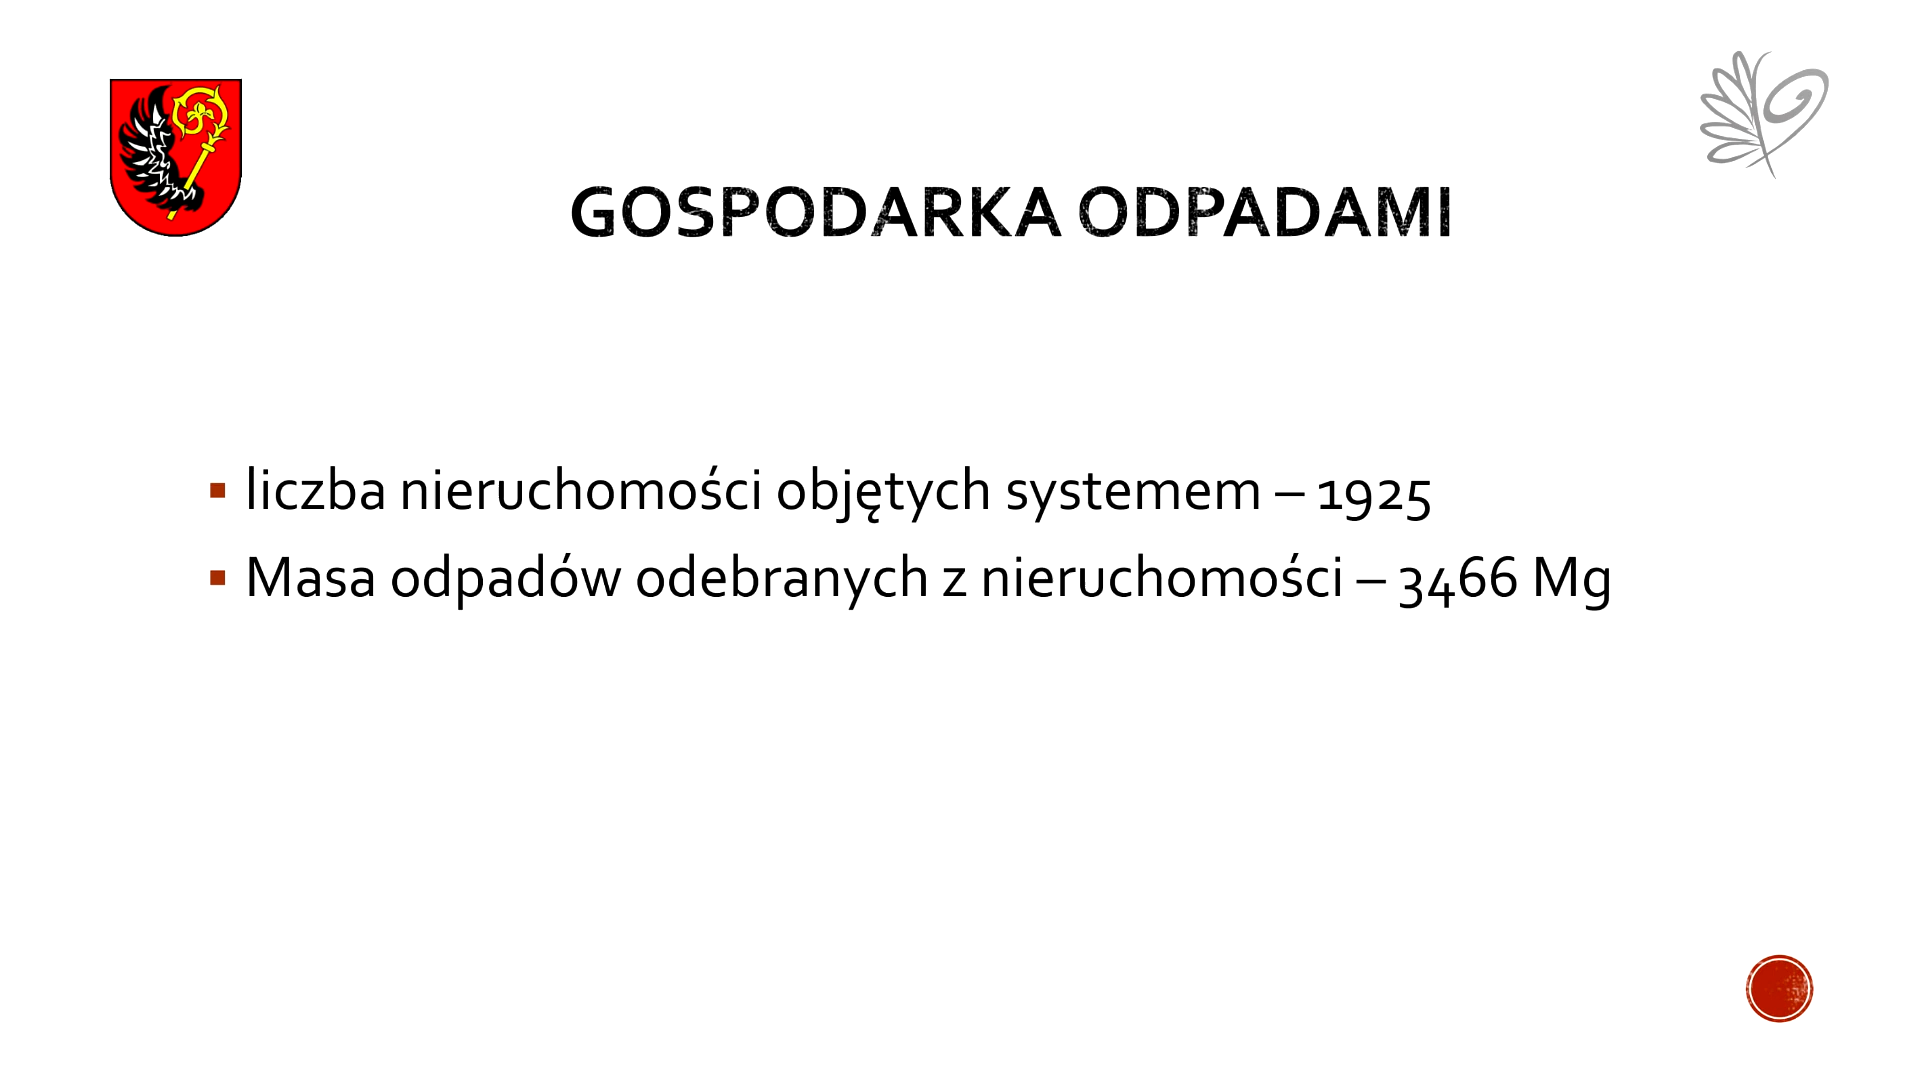 GOSPODARKA ODPADAMI
▪ liczba nieruchomości objętych systemem – 1925
▪ Masa odpadów odebranych z nieruchomości – 3466 Mg